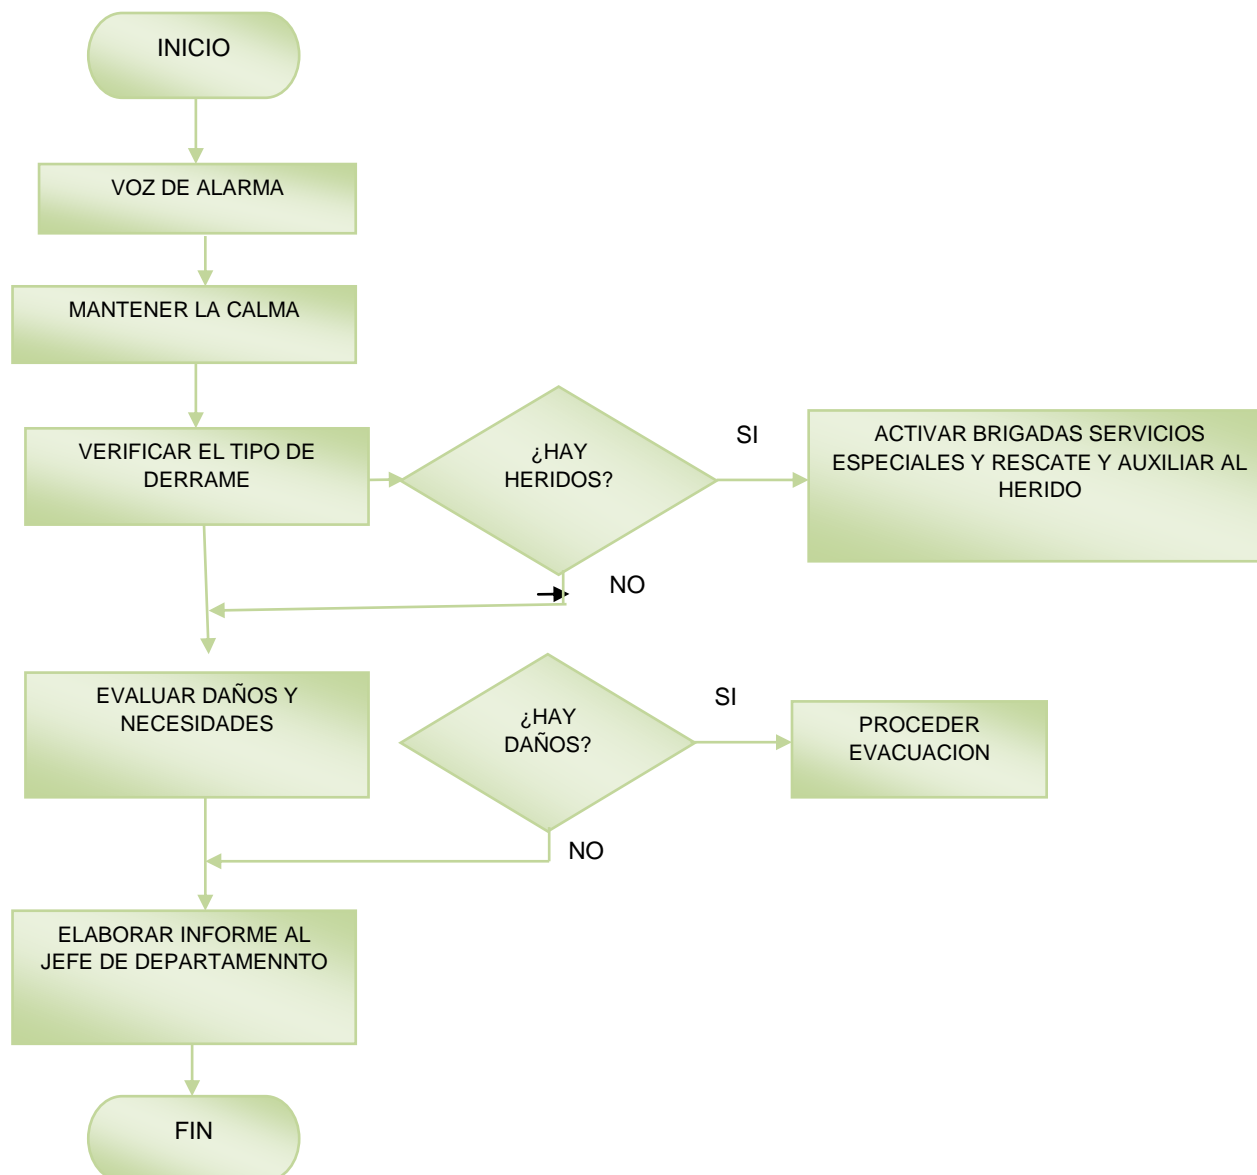 INICIO
VOZ DE ALARMA
MANTENER LA CALMA
VERIFICAR EL TIPO DE
DERRAME
¿HAY
HERIDOS?
SI
ACTIVAR BRIGADAS SERVICIOS
ESPECIALES Y RESCATE Y AUXILIAR AL
HERIDO
NO
EVALUAR DAÑOS Y
NECESIDADES
¿HAY
DAÑOS?
SI
PROCEDER
EVACUACION
NO
ELABORAR INFORME AL
JEFE DE DEPARTAMENNTO
FIN